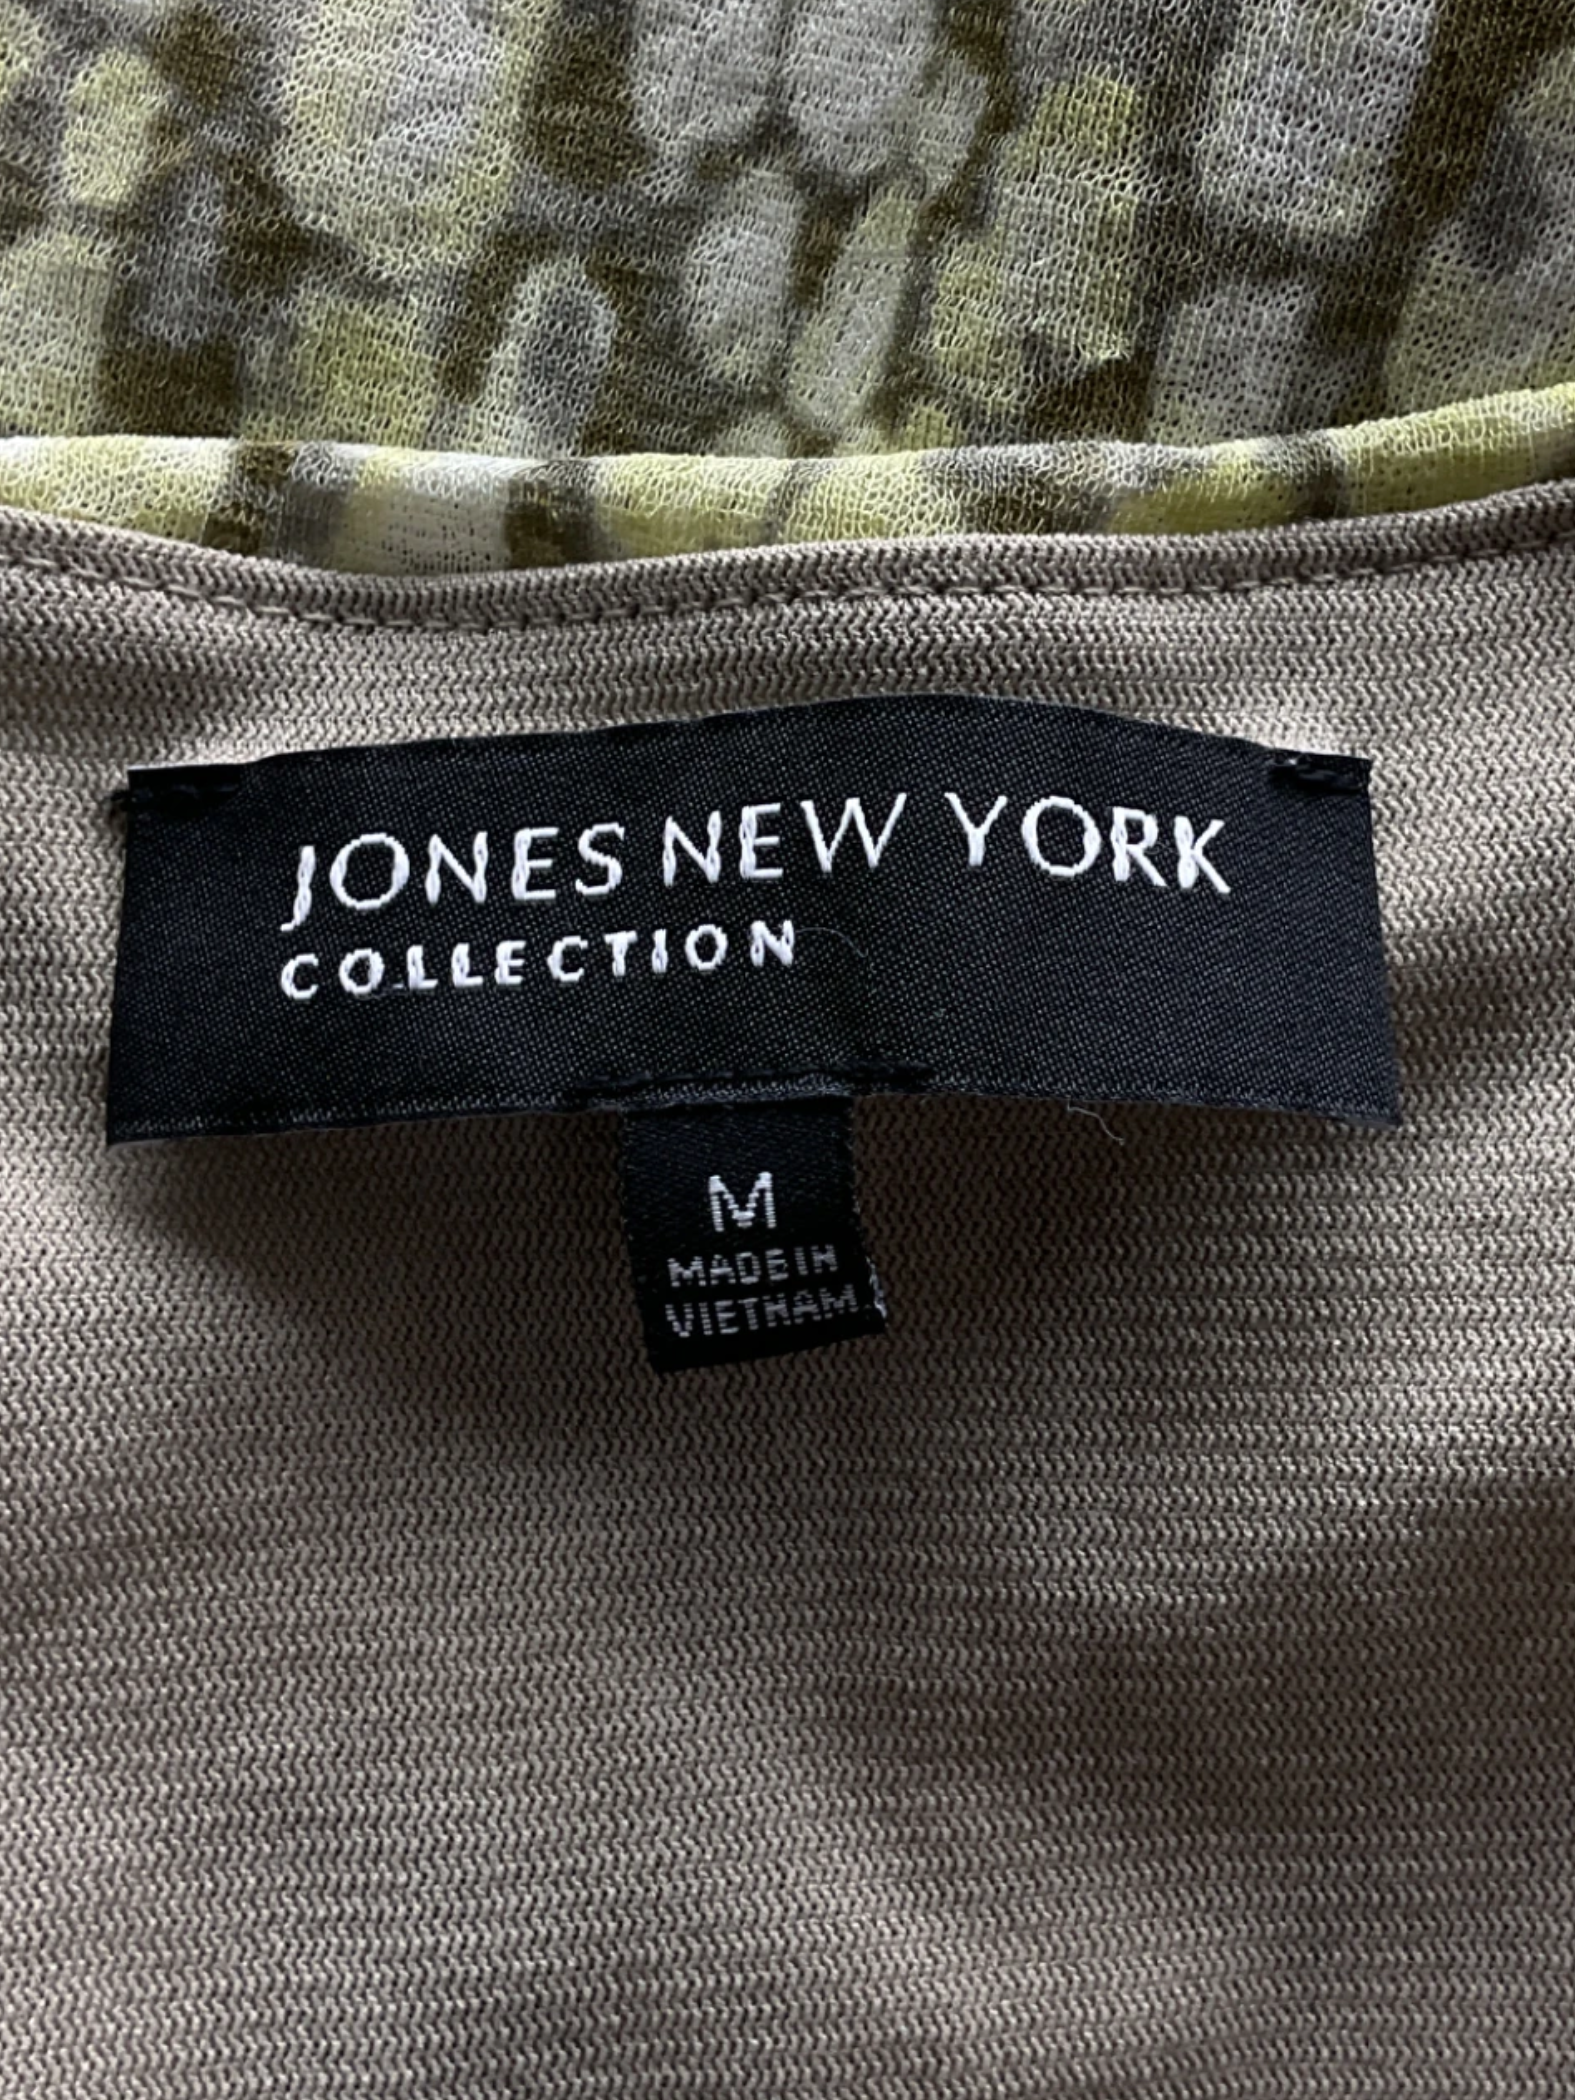 JONES NEW YORK
COLLECTION
M
MADE IN
VIETNAM